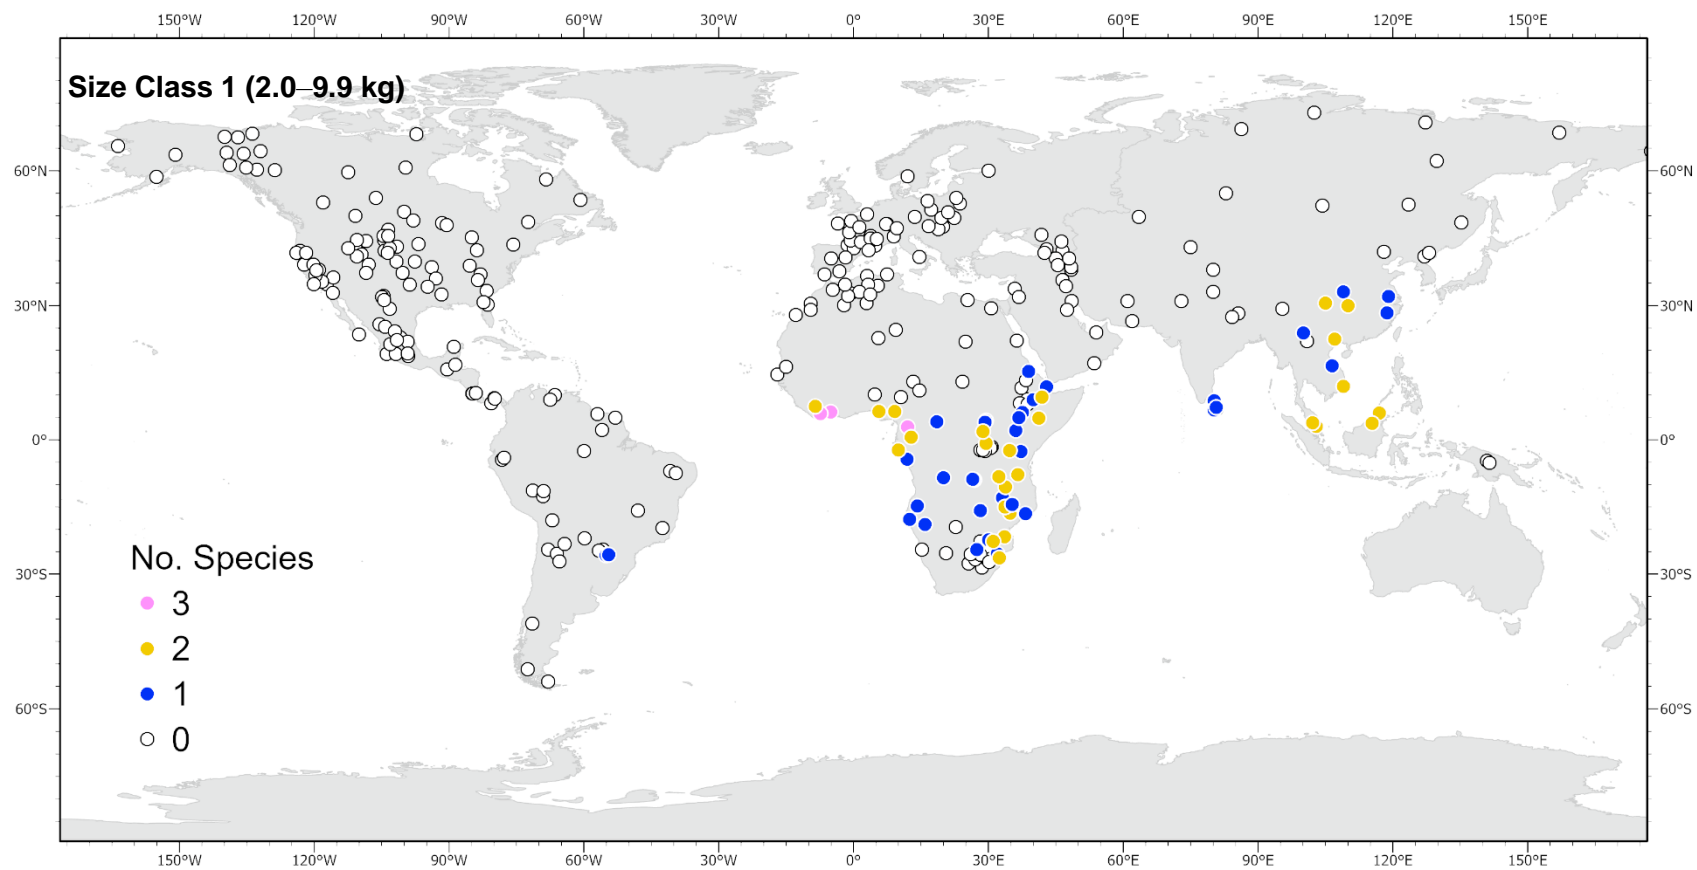 150°W 120°W 90°W 60°W 30°W 0° 30°E 60°E 90°E 120°E 150°E
Size Class 1 (2.0–9.9 kg)
60°N 60°N
30°N 30°N
0° 0°
No. Species
30°S 30°S
3
2
1
60°S 60°S
0
150°W 120°W 90°W 60°W 30°W 0° 30°E 60°E 90°E 120°E 150°E